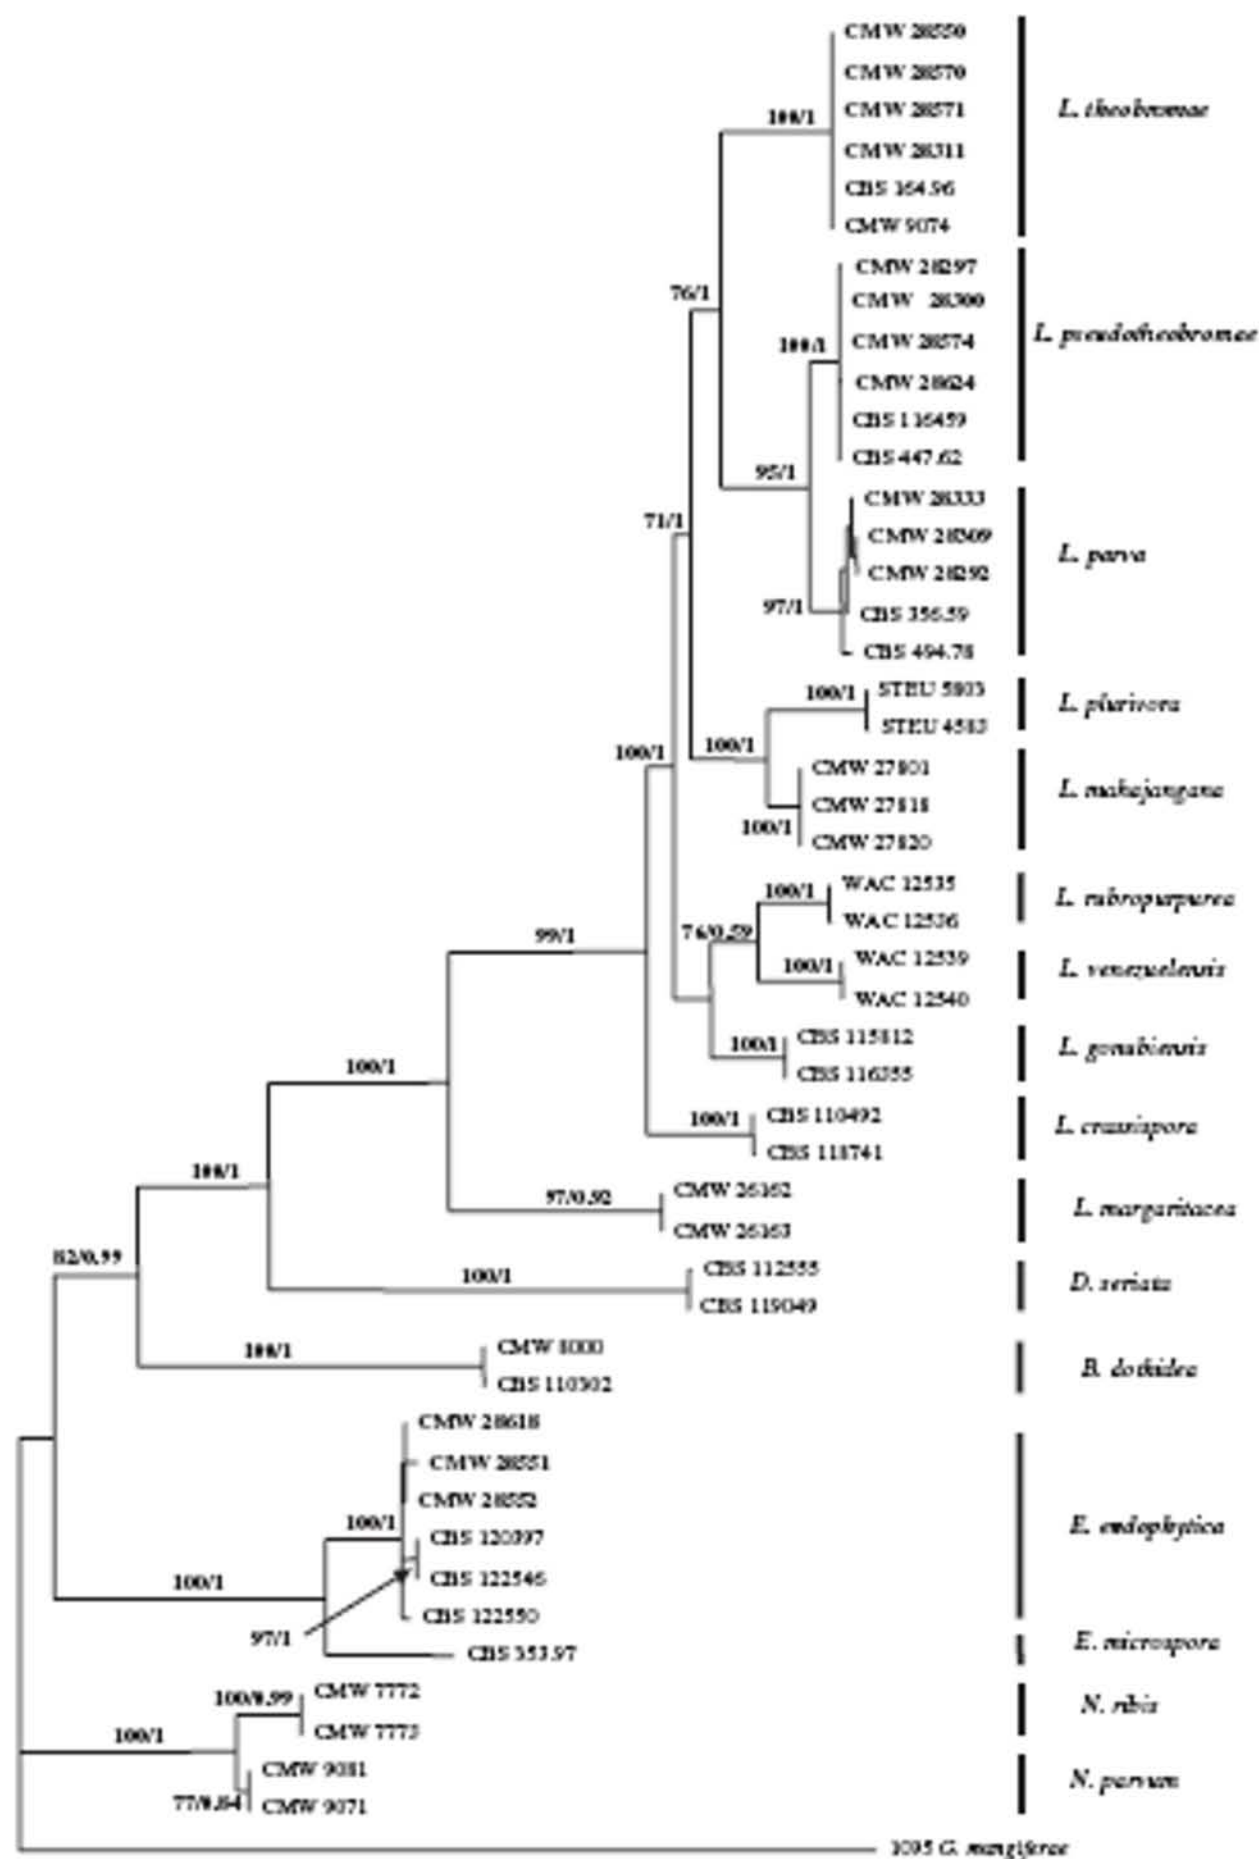 CMW 28550
CMW 28570
CMW 28571
100/1
L. theobromae
CMW 28311
CBS 164.96
CMW 9074
CMW 28297
76/1
CMW 28300
L. pseudotheobromae
100/1
CMW 28574
CMW 28624
CBS 116459
CBS 447.62
95/1
CMW 28333
71/1
CMW 28309
L. parva
CMW 28292
97/1
CBS 356.59
CBS 494.78
100/1
STEU 5803
L. plurivora
STEU 4583
100/1
100/1
CMW 27801
L. mahajangana
CMW 27818
100/1
CMW 27820
100/1
WAC 12535
L. rubropurpurea
WAC 12536
99/1
76/0.59
WAC 12539
100/1
L. venezuelensis
WAC 12540
100/1
CBS 115812
L. gonubiensis
CBS 116355
100/1
100/1
CBS 110492
L. crassispora
CBS 118741
100/1
97/0.92
CMW 26162
L. margaritacea
CMW 26163
82/0.99
100/1
CBS 112555
D. seriata
CBS 119049
100/1
CMW 8000
B. dothidea
CBS 110302
CMW 28618
CMW 28551
CMW 28552
100/1
CBS 120397
E. endophytica
100/1
CBS 122546
CBS 122550
97/1
CBS 353.97
E. microspora
100/0.99
CMW 7772
N. ribis
CMW 7773
100/1
CMW 9081
N. parvum
77/0.84
CMW 9071
1095 G. mangiferae